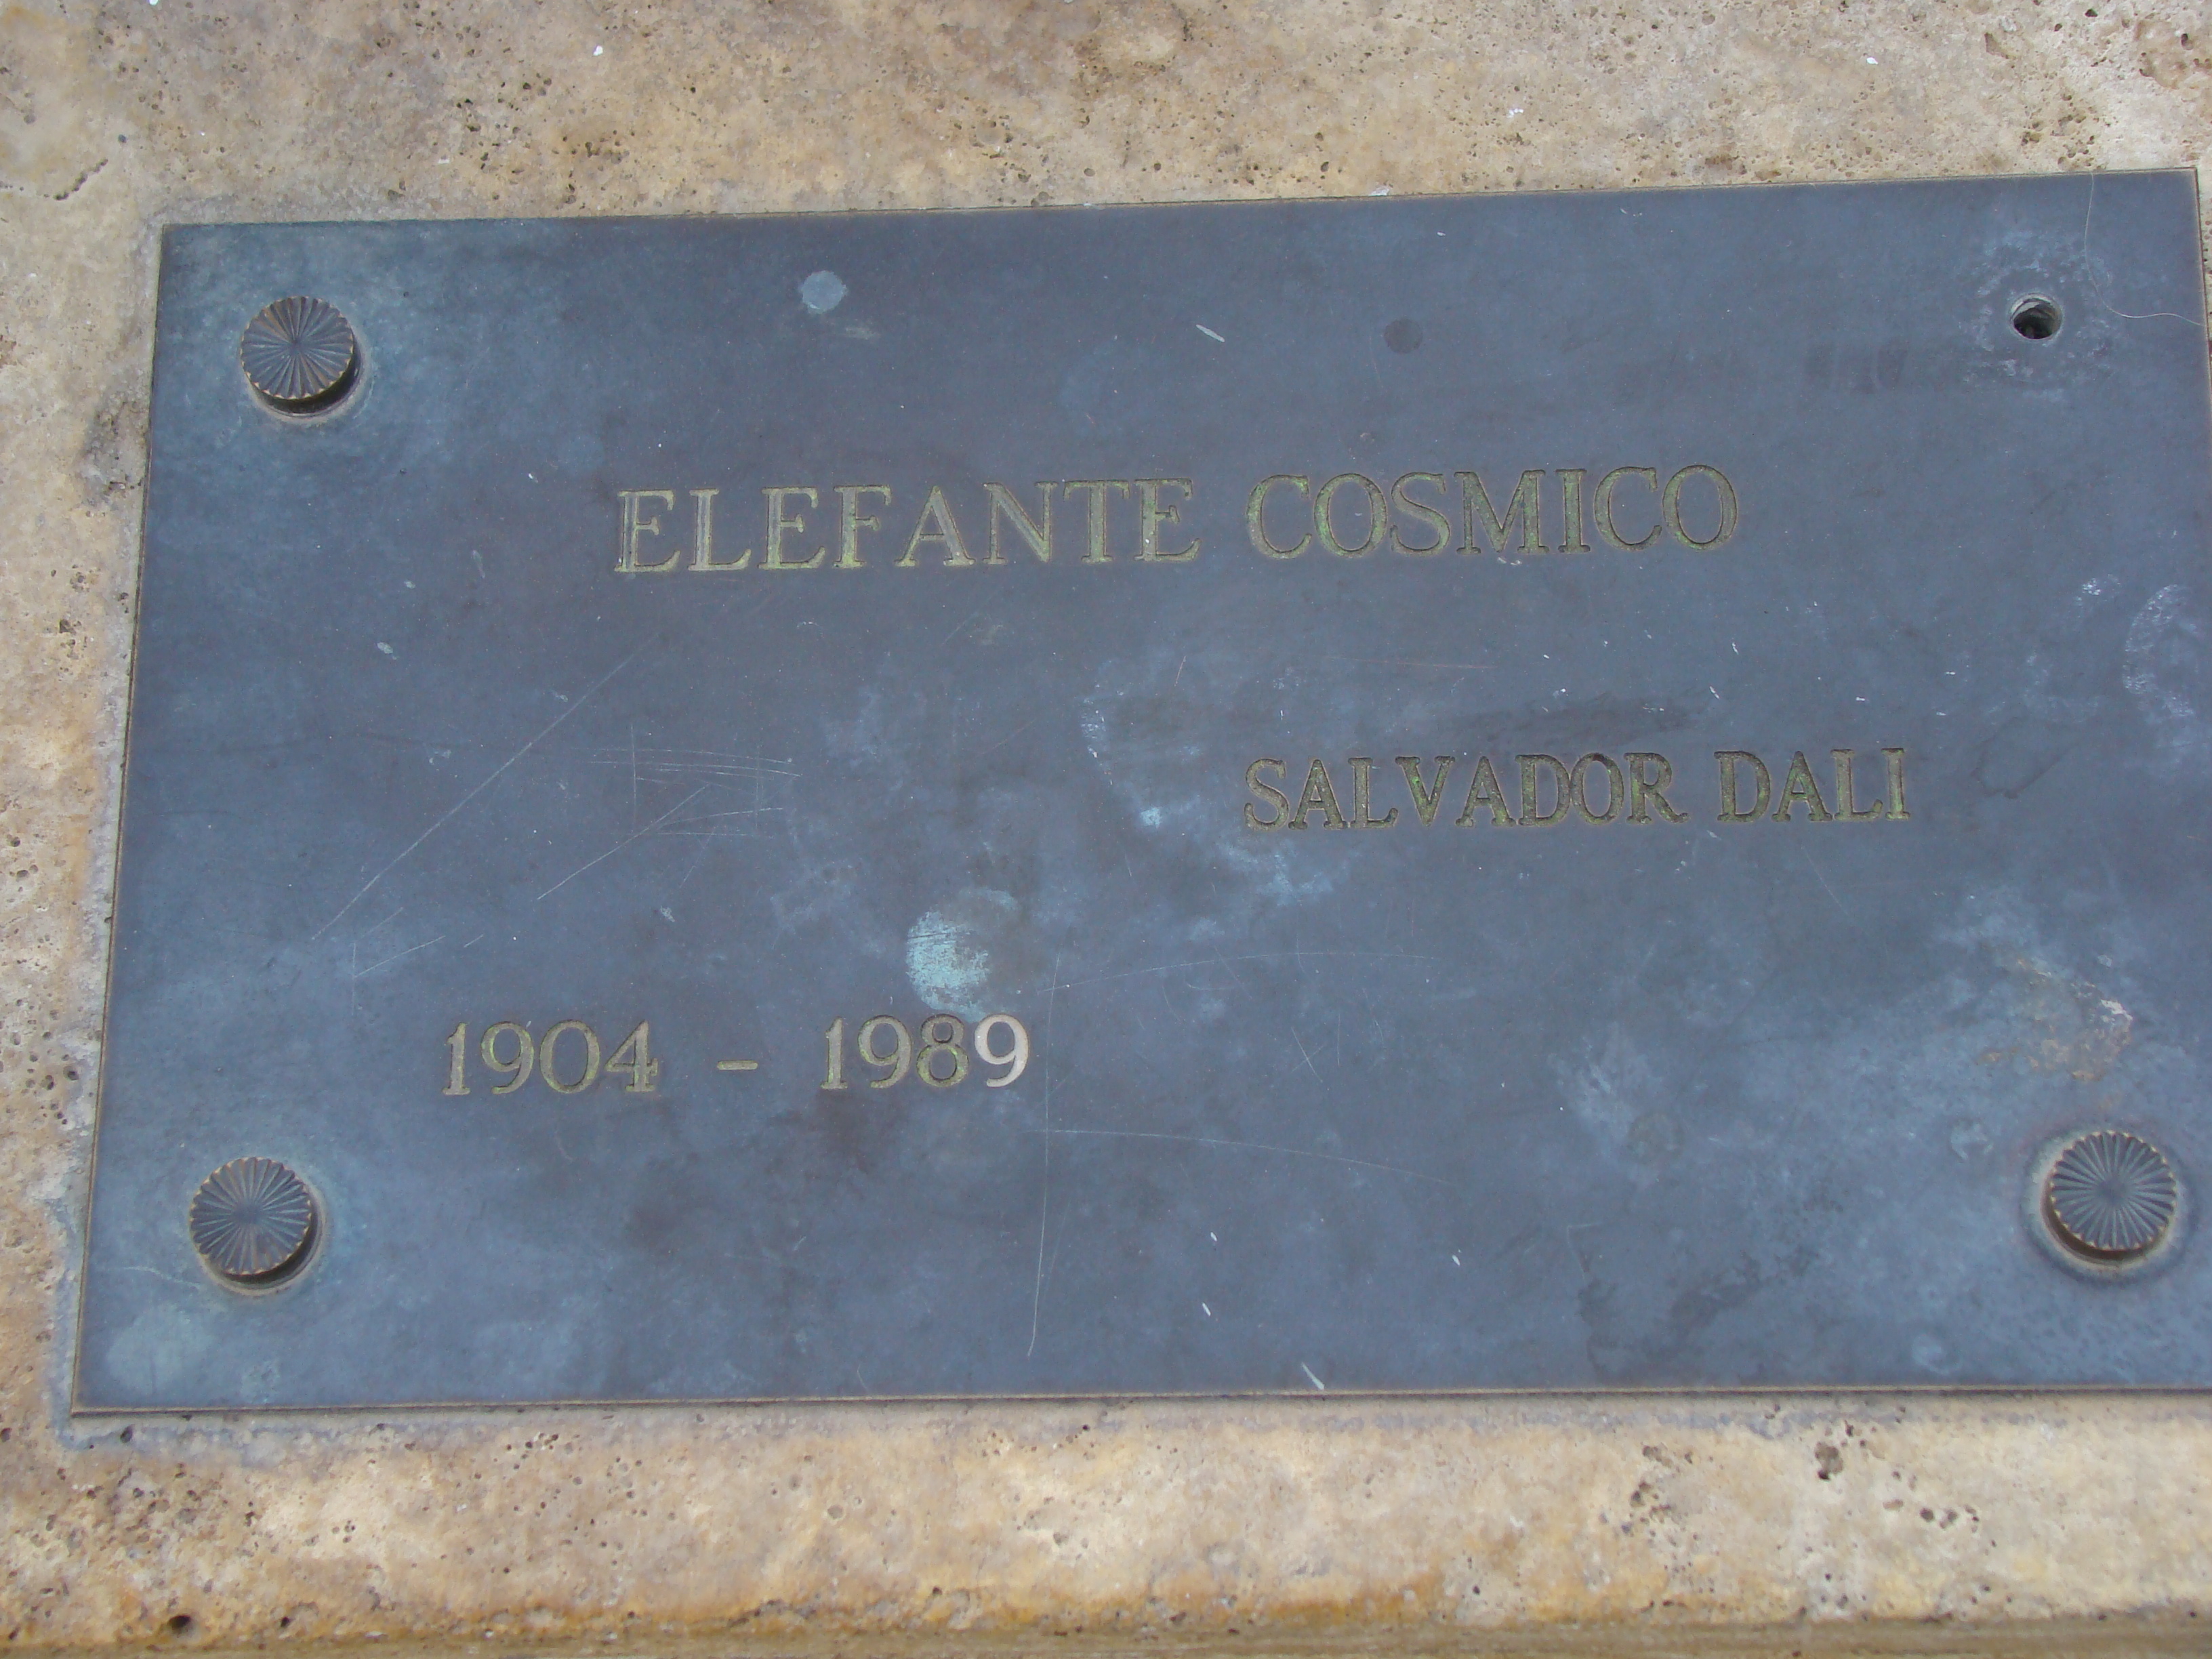 ELEFANTE COSMICO
SALVADOR DALI
1904 - 1989